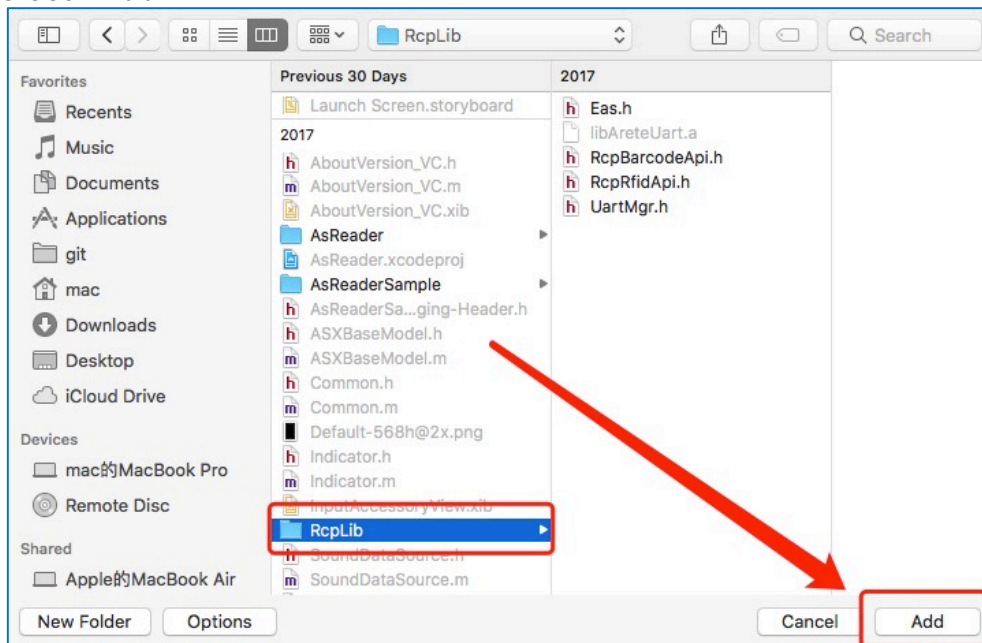 RcpLib
Search
Favorites
Recents
Music
Documents
Applications
git
mac
Downloads
Desktop
iCloud Drive
Devices
mac的MacBook Pro
Remote Disc
Shared
Apple的MacBook Air
Previous 30 Days
Launch Screen.storyboard
2017
AboutVersion_VC.h
AboutVersion_VC.m
AboutVersion_VC.xib
AsReader
AsReader.xcodeproj
AsReaderSample
AsReaderSa...ging-Header.h
ASXBaseModel.h
ASXBaseModel.m
Common.h
Common.m
Default-568h@2x.png
Indicator.h
Indicator.m
InputAccessoryView.xib
RcpLib
SoundDataSource.h
SoundDataSource.m
2017
Eas.h
libAreteUart.a
RcpBarcodeApi.h
RcpRfidApi.h
UartMgr.h
New Folder
Options
Cancel
Add